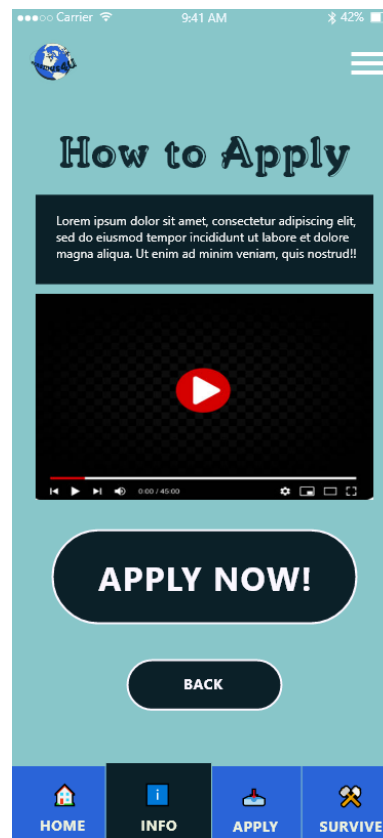 Carrier 9:41 AM 42%
How to Apply
Lorem ipsum dolor sit amet, consectetur adipiscing elit,
sed do eiusmod tempor incididunt ut labore et dolore
magna aliqua. Ut enim ad minim veniam, quis nostrud!!
0:00 / 45:00
APPLY NOW!
BACK
i
HOME INFO APPLY SURVIVE